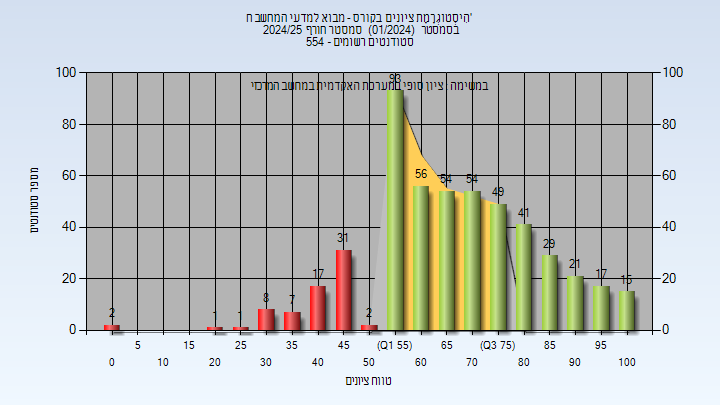 היסטוגרמת ציונים בקורס - מבוא למדעי המחשב ח'
בסמסטר (01/2024) סמסטר חורף 2024/25
סטודנטים רשומים - 554
במשימה: ציון סופי במערכת האקדמית במחשב המרכזי
מספר סטודנטים
100 80 60 40 20 0
100 80 60 40 20 0
2 1 1 8 7 17 31 2 93 56 54 54 49 41 29 21 17 15
5 15 25 35 45 (Q1 55) 65 (Q3 75) 85 95
0 10 20 30 40 50 60 70 80 90 100
טווח ציונים